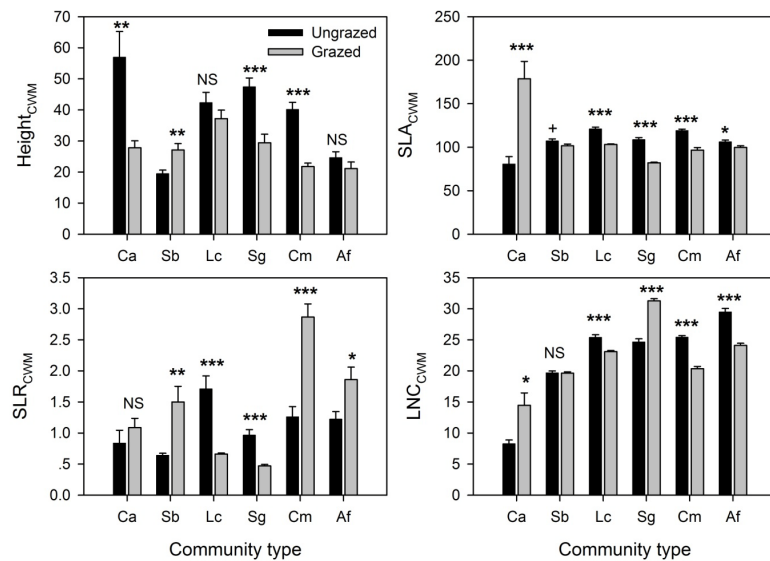 Height_CWM
70
60
50
40
30
20
10
0
** ** NS *** *** NS
Ungrazed
Grazed
Ca Sb Lc Sg Cm Af
SLA_CWM
250
200
150
100
50
0
*** + *** *** *** *
Ca Sb Lc Sg Cm Af
SLR_CWM
3.5
3.0
2.5
2.0
1.5
1.0
.5
0.0
NS ** *** *** *** *
Ca Sb Lc Sg Cm Af
Community type
LNC_CWM
35
30
25
20
15
10
5
0
* NS *** *** *** ***
Ca Sb Lc Sg Cm Af
Community type